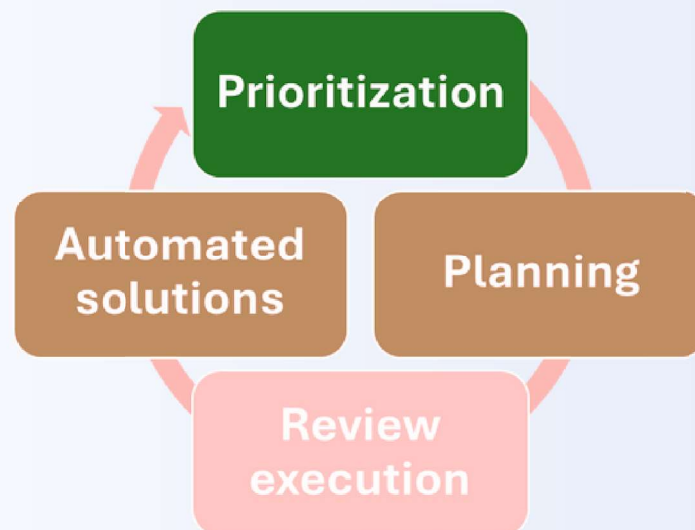 Prioritization
Planning
Review
execution
Automated
solutions